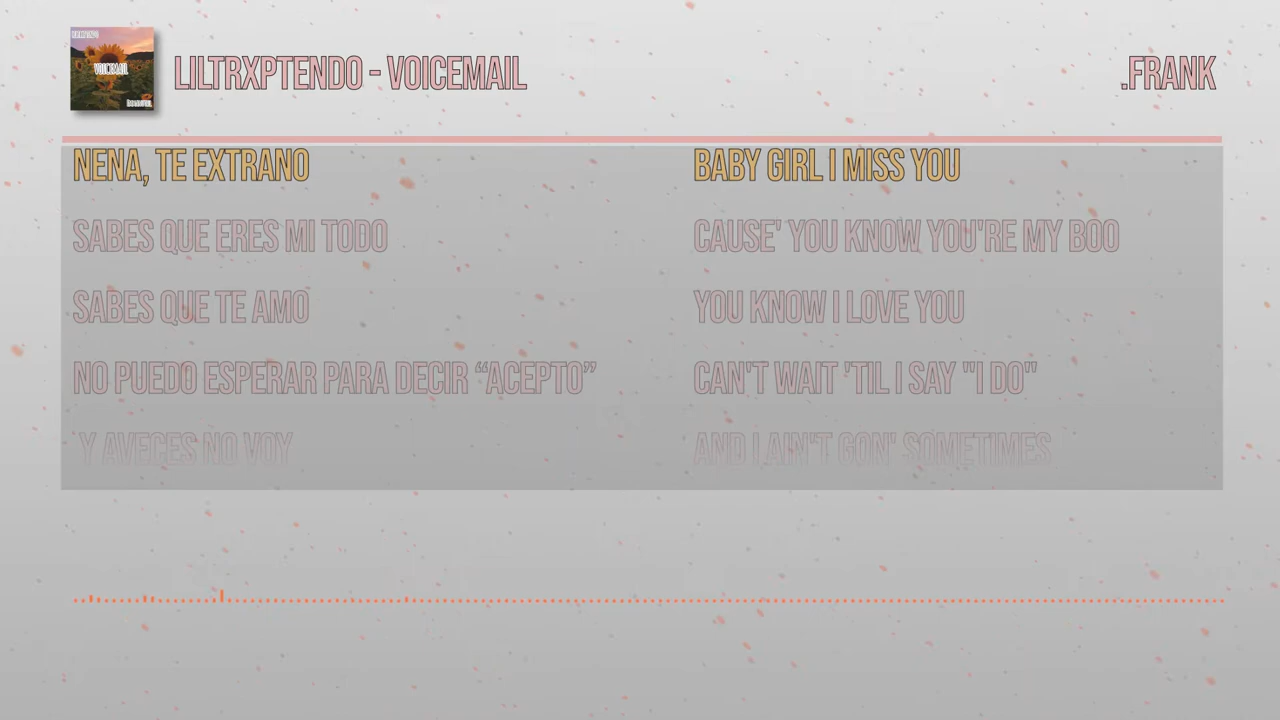 VOICEMAIL
LILTRXPTENDO - VOICEMAIL
.FRANK
NENA, TE EXTRANO
BABY GIRL I MISS YOU
SABES QUE ERES MI TODO
CAUSE' YOU KNOW YOU'RE MY BOO
SABES QUE TE AMO
YOU KNOW I LOVE YOU
NO PUEDO ESPERAR PARA DECIR “ACEPTO”
CAN'T WAIT 'TIL I SAY "I DO"
Y AVECES NO VOY
AND I AIN'T GON' SOMETIMES